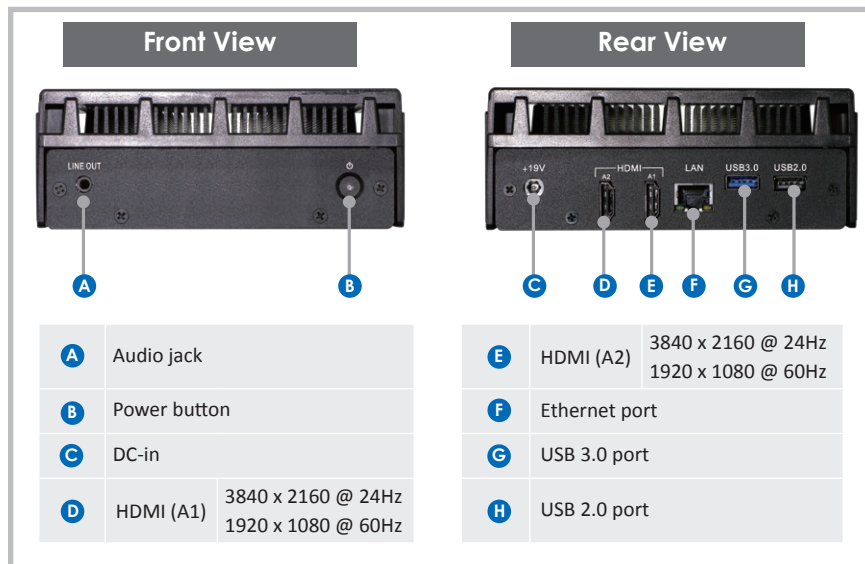 Front View
Rear View
LINE OUT
+19V
HDMI
A2
A1
LAN
USB3.0
USB2.0
A
B
C
D
E
F
G
H
A Audio jack
B Power button
C DC-in
D HDMI (A1) 3840 x 2160 @ 24Hz
1920 x 1080 @ 60Hz
E HDMI (A2) 3840 x 2160 @ 24Hz
1920 x 1080 @ 60Hz
F Ethernet port
G USB 3.0 port
H USB 2.0 port